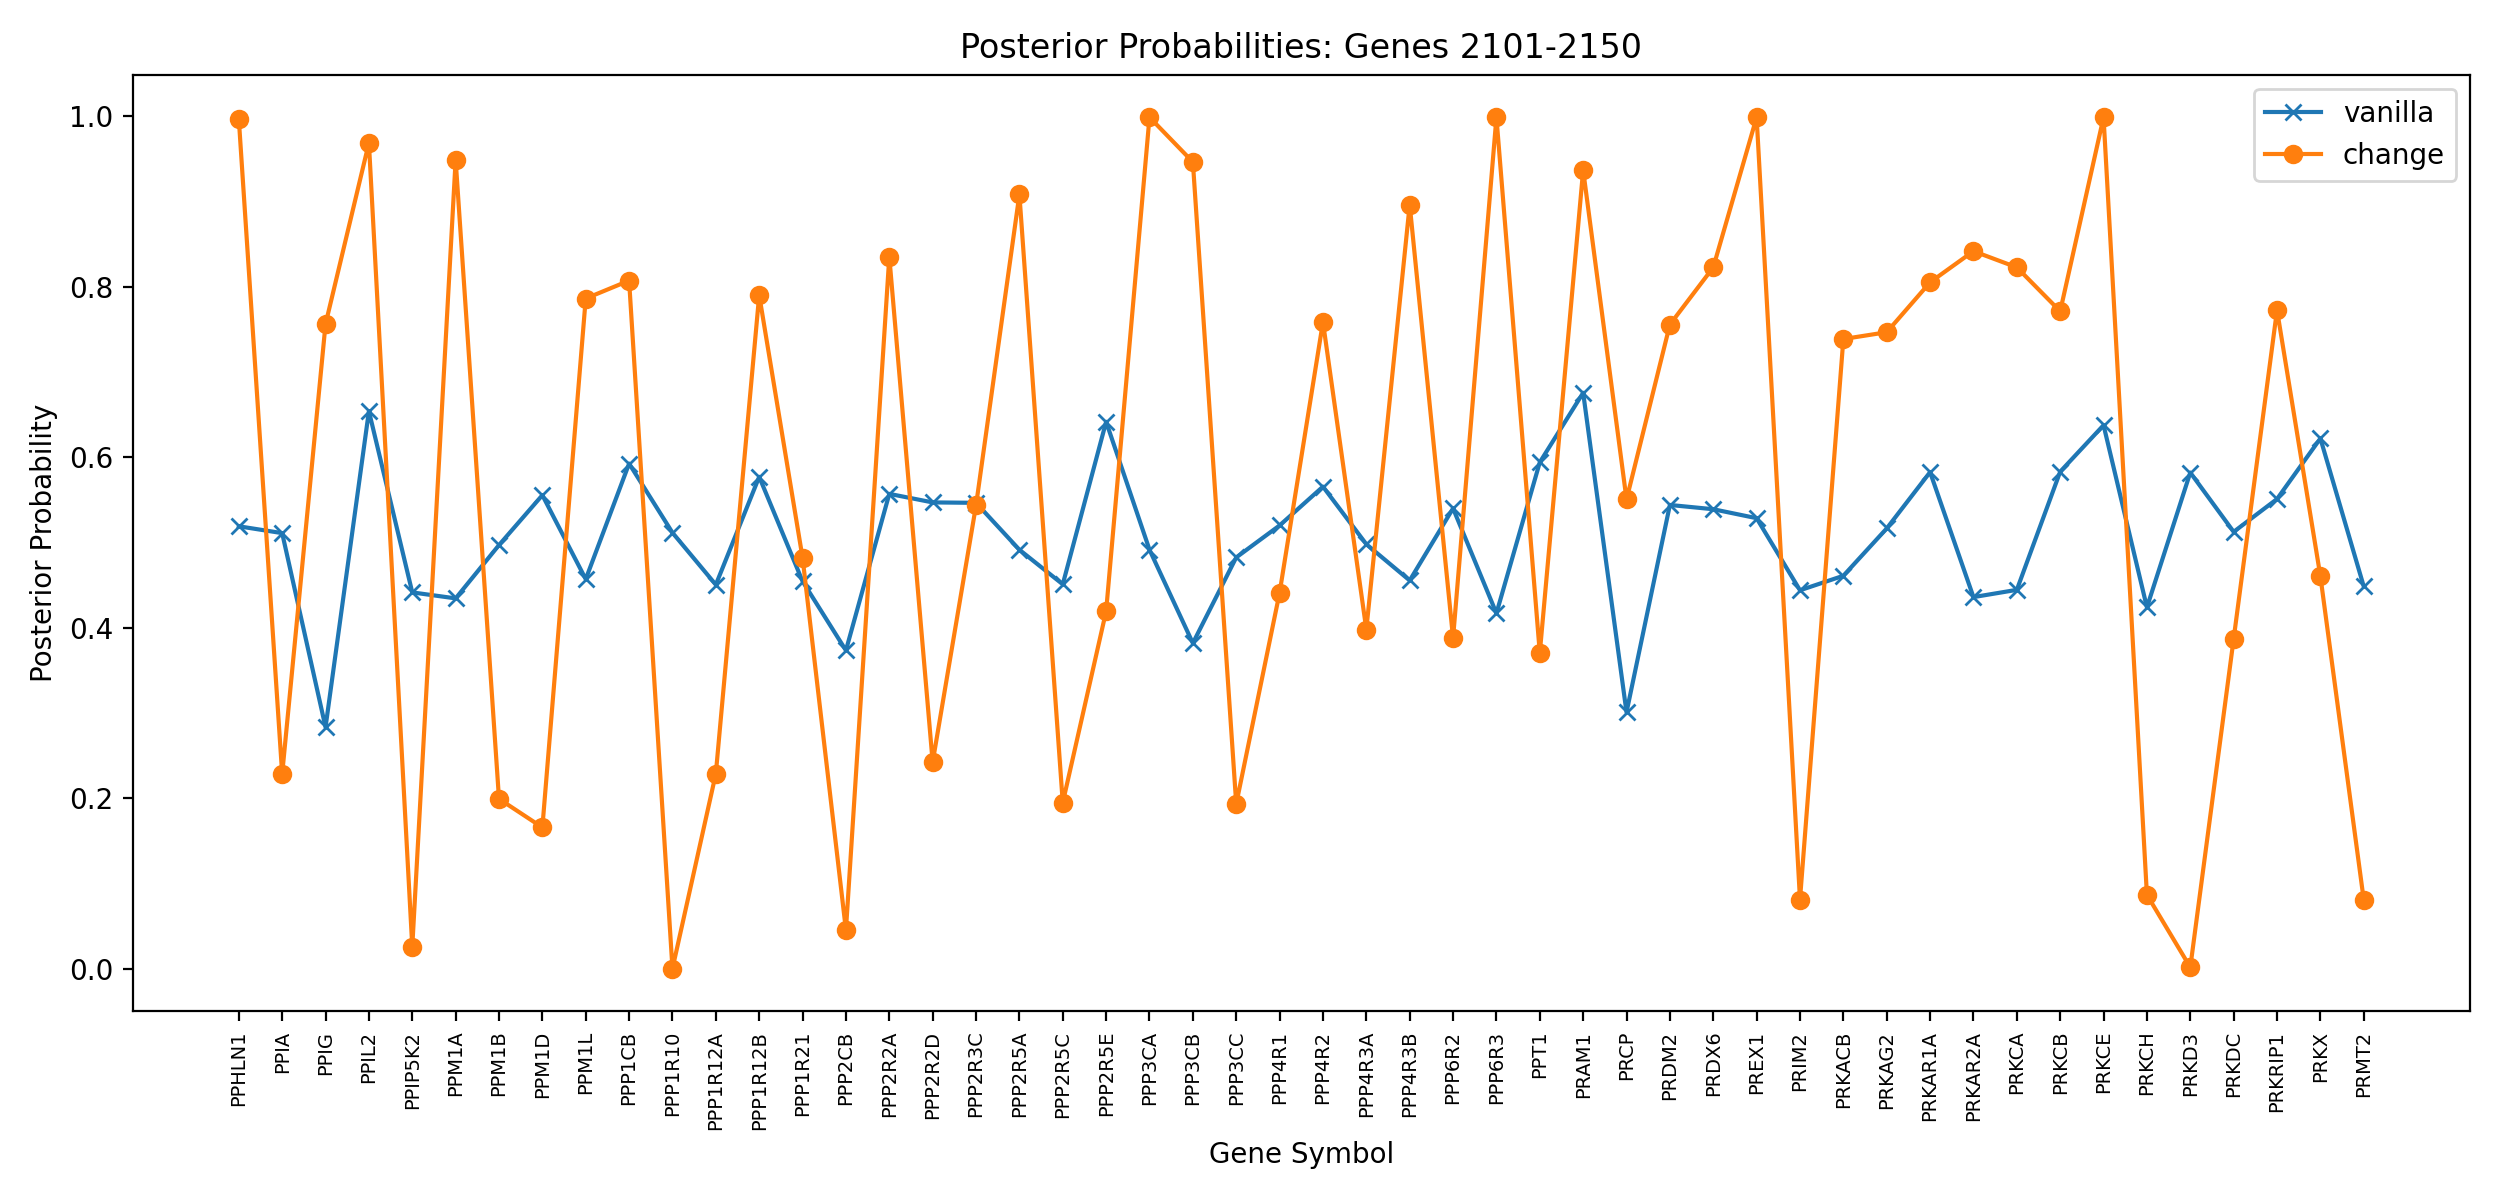 Posterior Probabilities: Genes 2101-2150
vanilla
change
Posterior Probability
1.0
0.8
0.6
0.4
0.2
0.0
PPHLN1
PPIA
PPIG
PPIL2
PPIP5K2
PPM1A
PPM1B
PPM1D
PPM1L
PPP1CB
PPP1R10
PPP1R12A
PPP1R12B
PPP1R21
PPP2CB
PPP2R2A
PPP2R2D
PPP2R3C
PPP2R5A
PPP2R5C
PPP2R5E
PPP3CA
PPP3CB
PPP3CC
PPP4R1
PPP4R2
PPP4R3A
PPP4R3B
PPP6R2
PPP6R3
PPT1
PRAM1
PRCP
PRDM2
PRDX6
PREX1
PRIM2
PRKACB
PRKAG2
PRKAR1A
PRKAR2A
PRKCA
PRKCB
PRKCE
PRKCH
PRKD3
PRKDC
PRKRIP1
PRKX
PRMT2
Gene Symbol